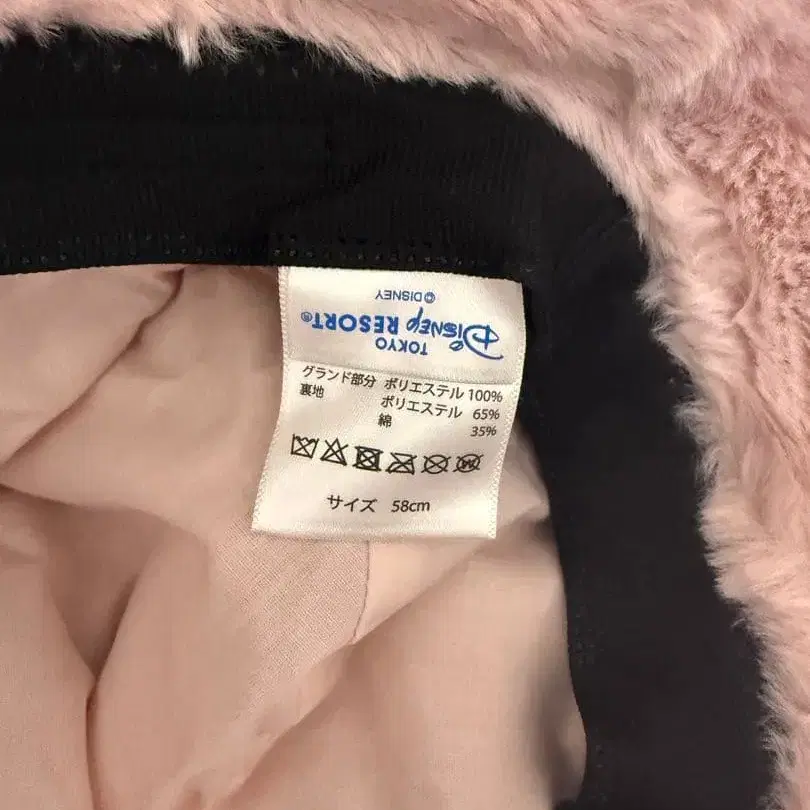 TOKYO
Disney RESORT®
© DISNEY
グランド部分 ポリエステル 100%
裏地 ポリエステル 65%
綿 35%
サイズ 58cm